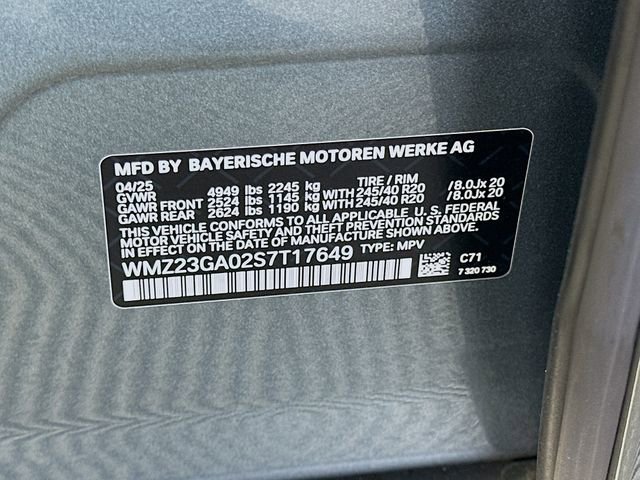 MFD BY BAYERISCHE MOTOREN WERKE AG
04/25 TIRE / RIM
GVWR 4949 lbs 2245 kg
GAWR FRONT 2524 lbs 1145 kg WITH 245/40 R20 /8.0Jx 20
GAWR REAR 2624 lbs 1190 kg WITH 245/40 R20 /8.0Jx 20
THIS VEHICLE CONFORMS TO ALL APPLICABLE U. S. FEDERAL
MOTOR VEHICLE SAFETY AND THEFT PREVENTION STANDARDS
IN EFFECT ON THE DATE OF MANUFACTURE SHOWN ABOVE.
WMZ23GA02S7T17649 TYPE: MPV
C71
7 320 730